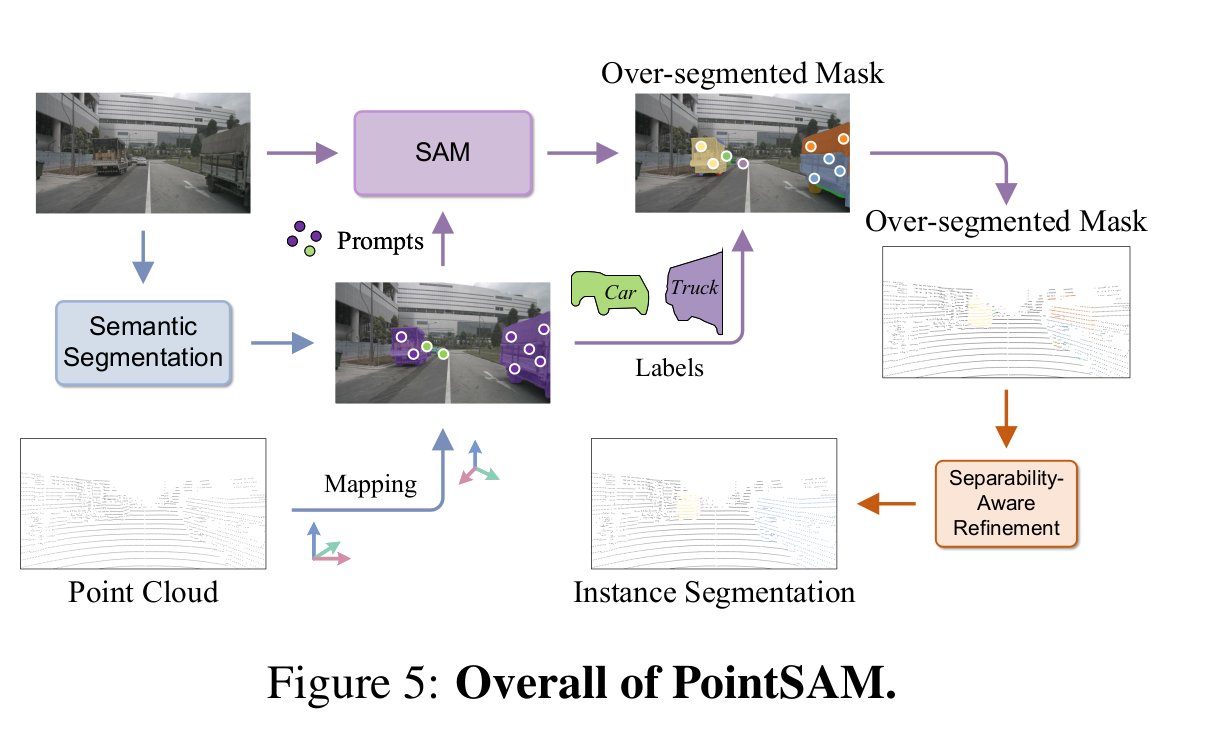 Over-segmented Mask
SAM
Prompts
Over-segmented Mask
Semantic
Segmentation
Car
Truck
Labels
Mapping
Separability-
Aware
Refinement
Point Cloud
Instance Segmentation
Figure 5: Overall of PointSAM.